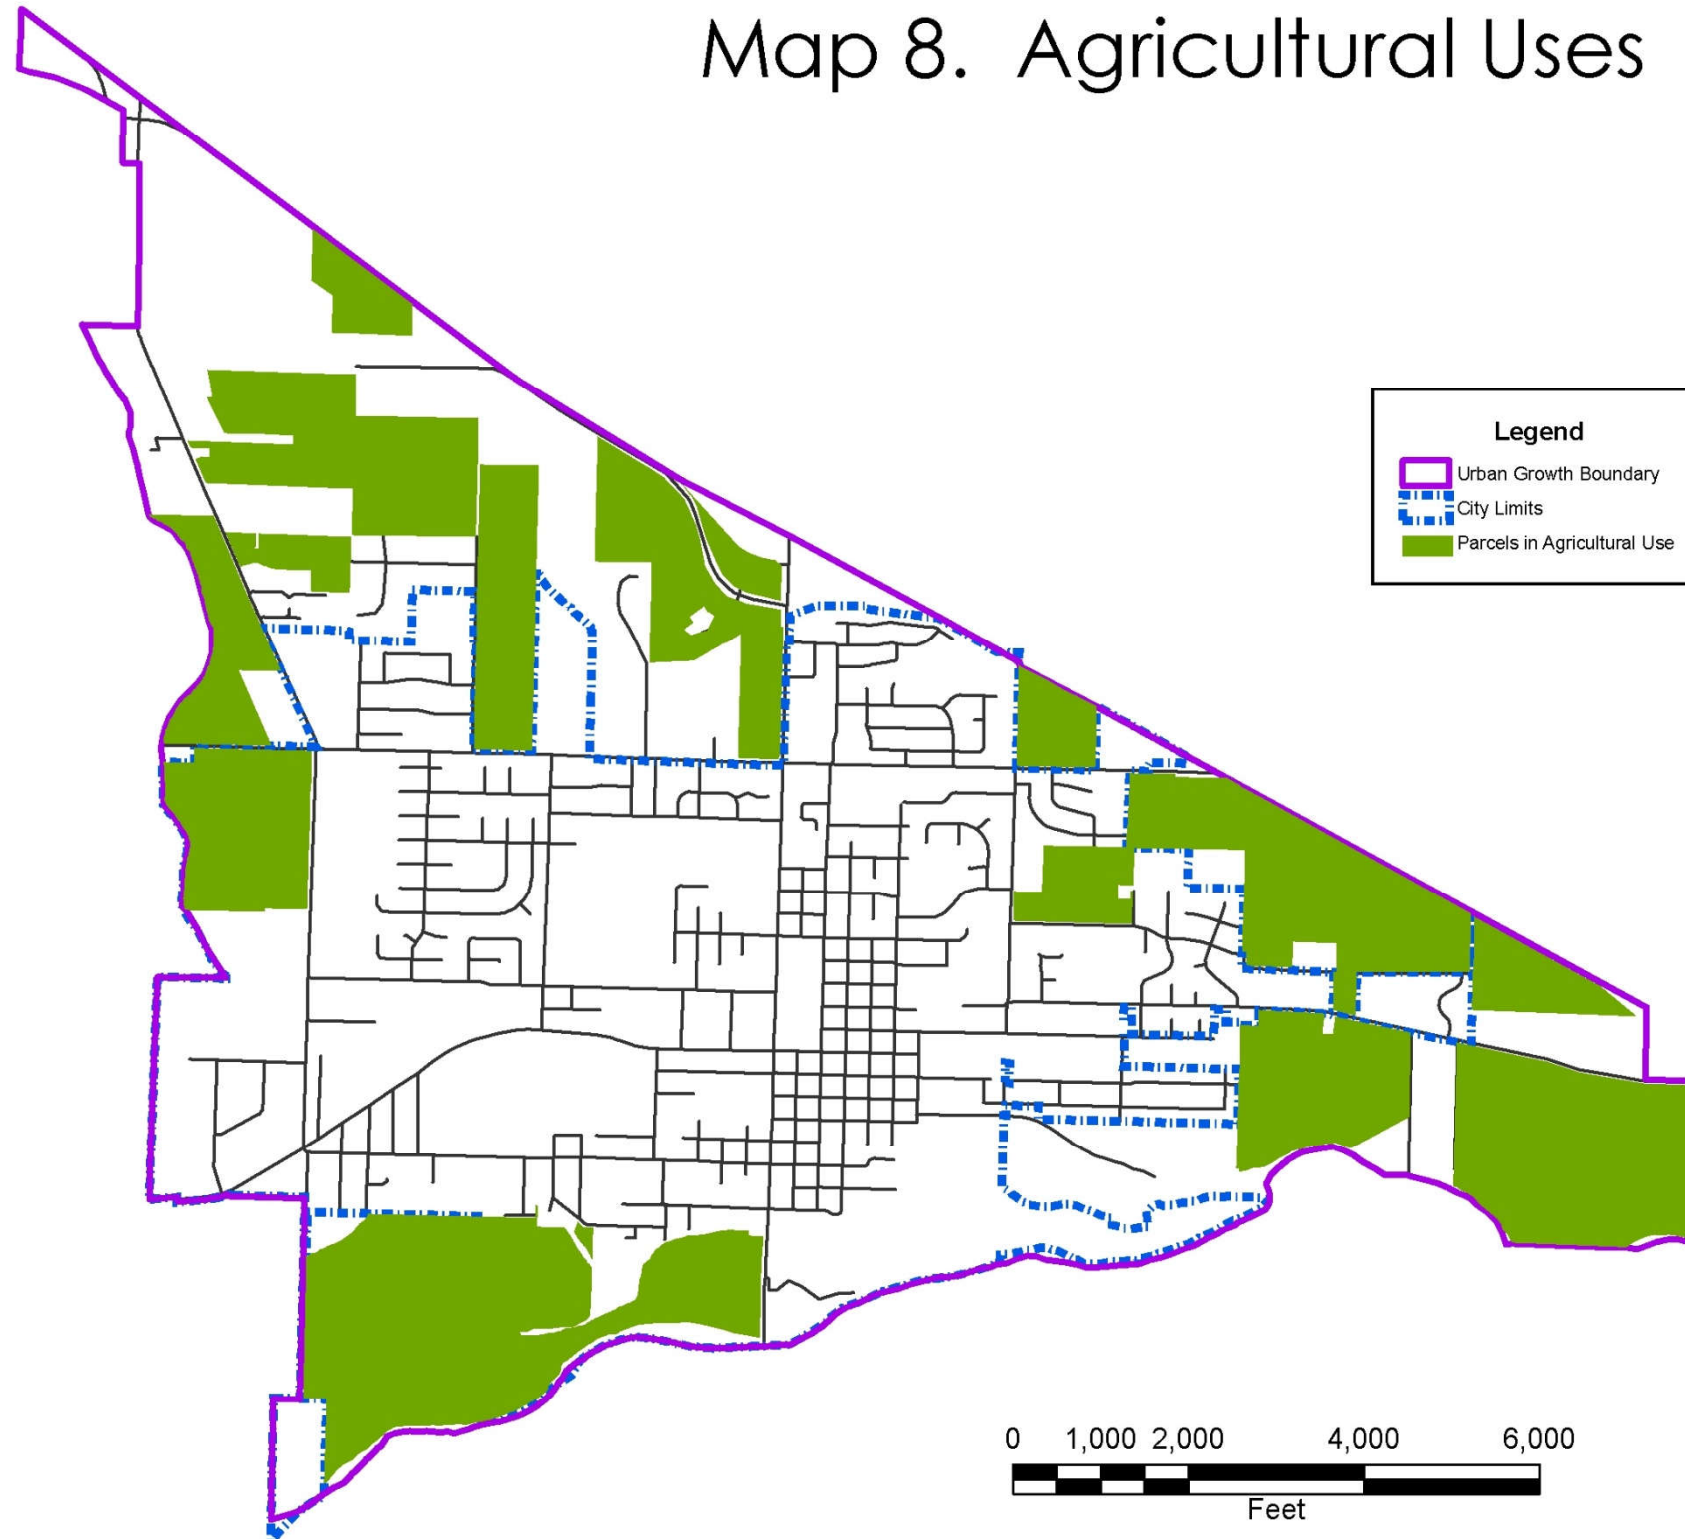 Map 8. Agricultural Uses
Legend
Urban Growth Boundary
City Limits
Parcels in Agricultural Use
0 1,000 2,000 4,000 6,000
Feet